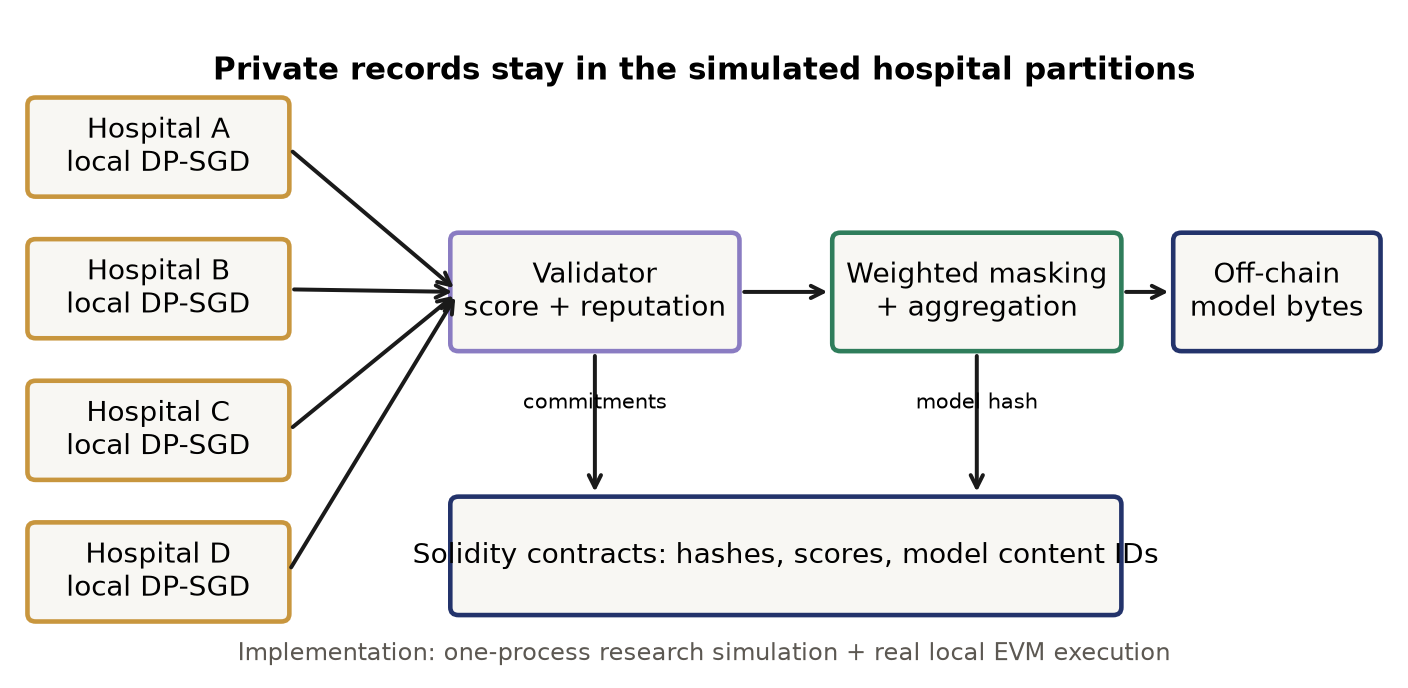 Private records stay in the simulated hospital partitions
Hospital A
local DP-SGD
Hospital B
local DP-SGD
Hospital C
local DP-SGD
Hospital D
local DP-SGD
Validator
score + reputation
Weighted masking
+ aggregation
Off-chain
model bytes
commitments
model hash
Solidity contracts: hashes, scores, model content IDs
Implementation: one-process research simulation + real local EVM execution